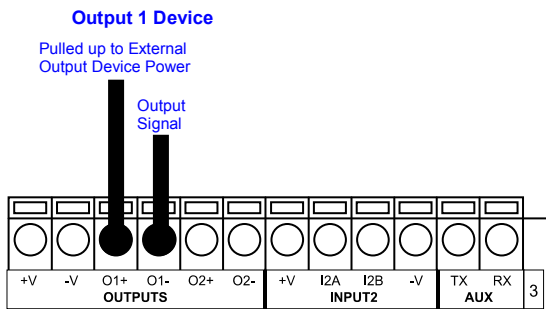 Output 1 Device
Pulled up to External
Output Device Power
Output
Signal
+V -V O1+ O1- O2+ O2- +V I2A I2B -V TX RX
OUTPUTS INPUT2 AUX 3